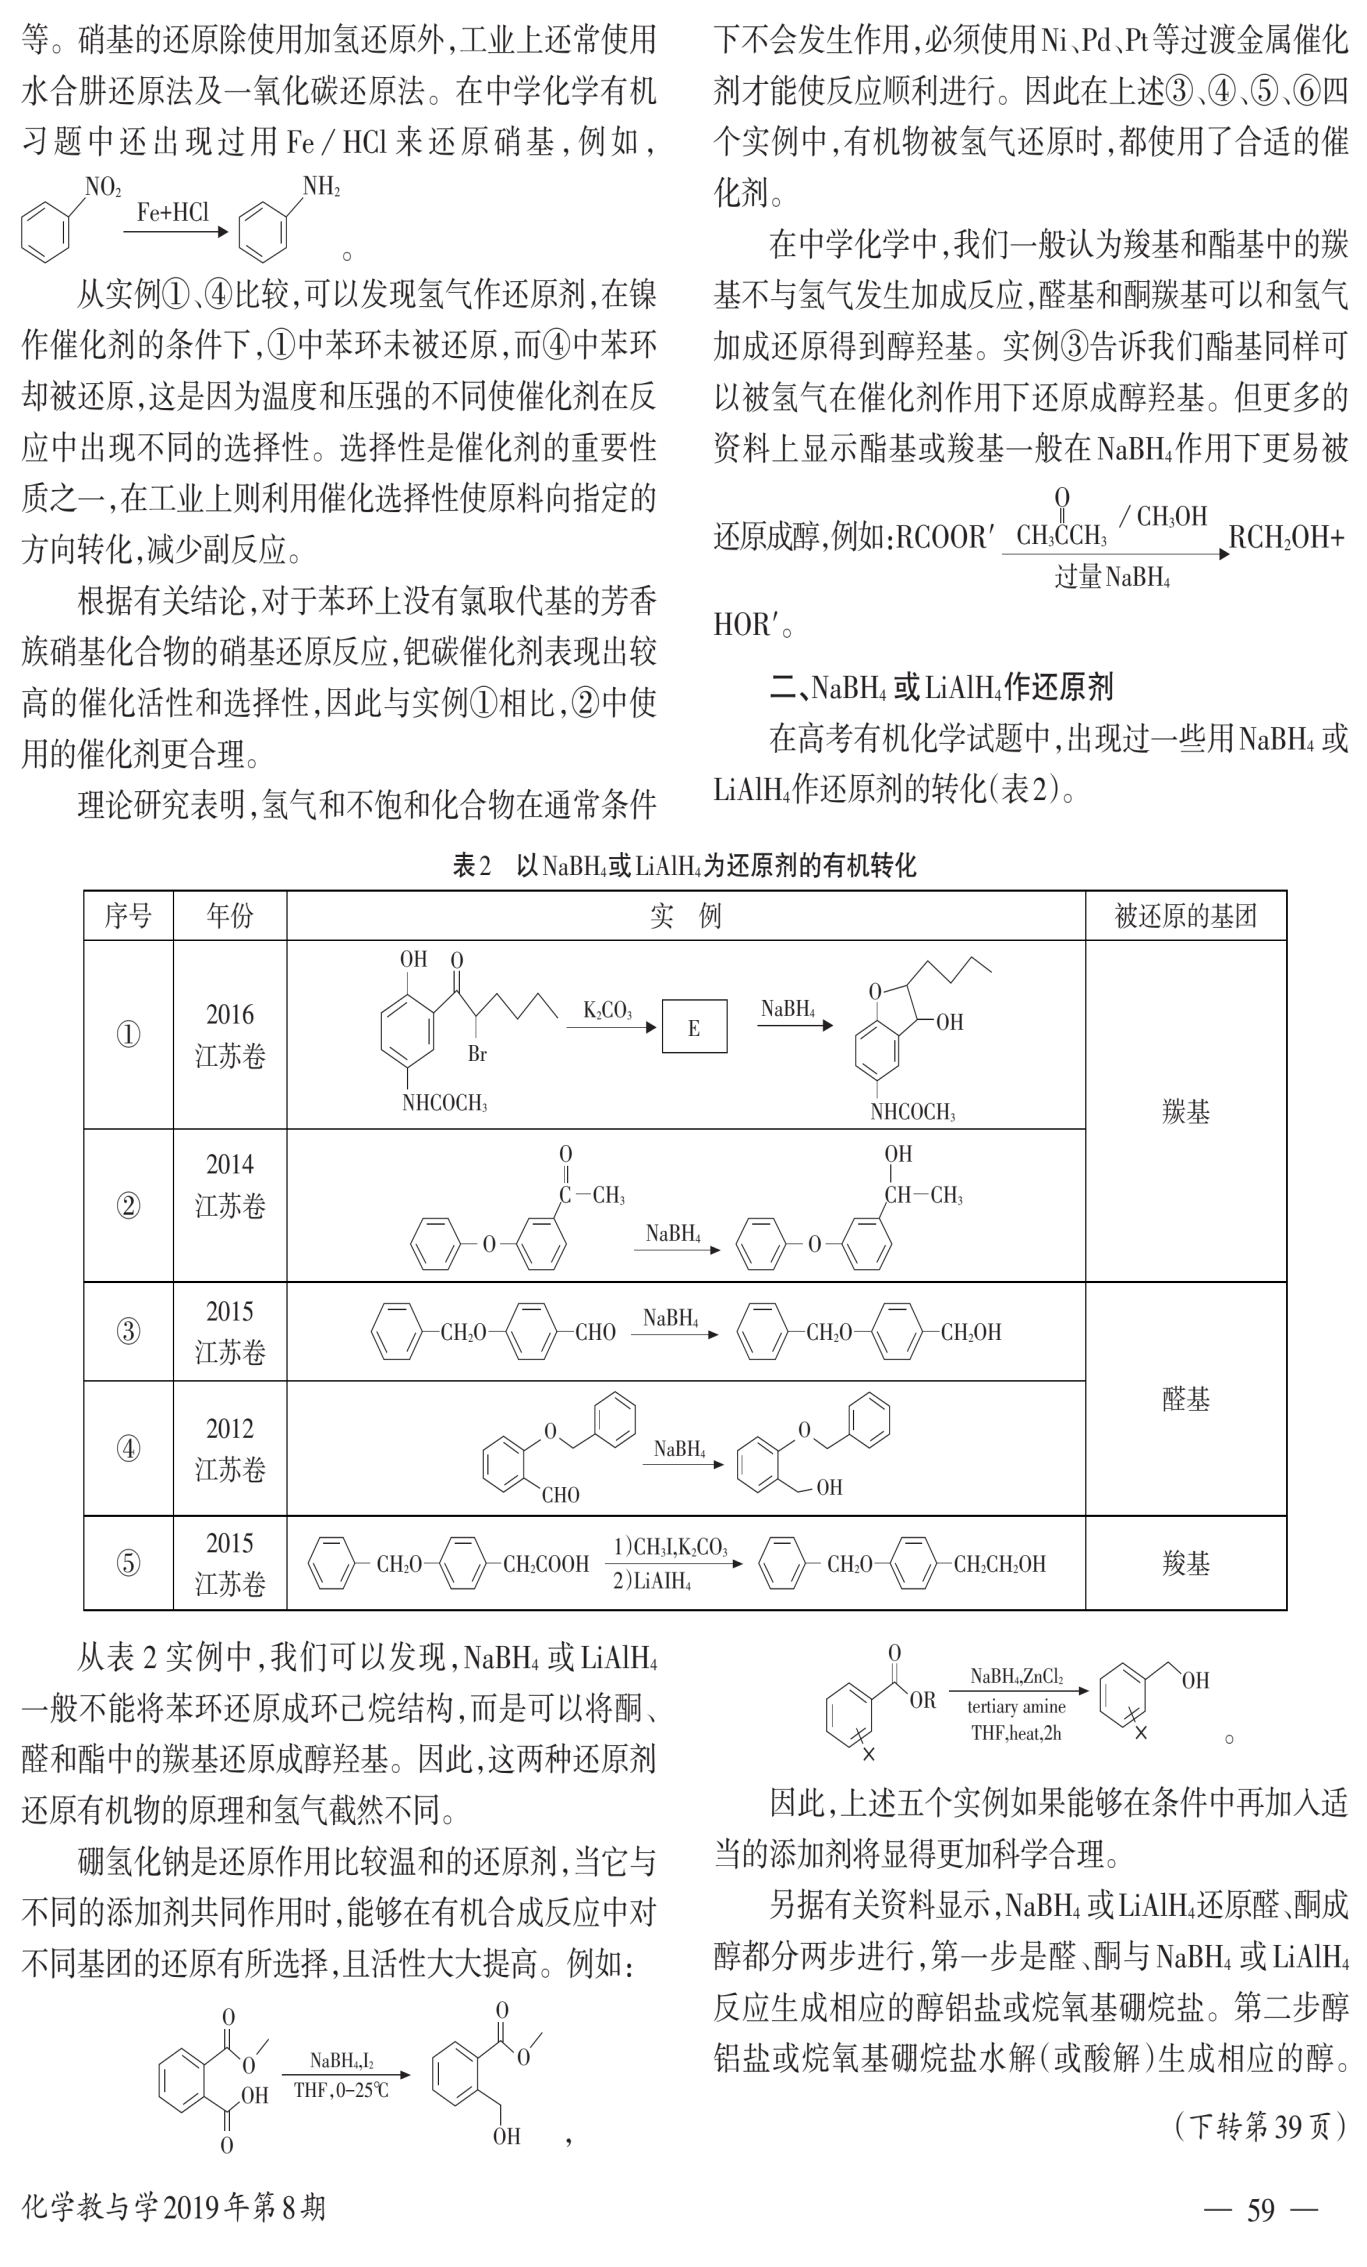 等。硝基的还原除使用加氢还原外,工业上还常使用
水合肼还原法及一氧化碳还原法。在中学化学有机
习题中还出现过用Fe/HCl来还原硝基,例如,
NO₂ Fe+HCl NH₂ 。
从实例①、④比较,可以发现氢气作还原剂,在镍
作催化剂的条件下,①中苯环未被还原,而④中苯环
却被还原,这是因为温度和压强的不同使催化剂在反
应中出现不同的选择性。选择性是催化剂的重要性
质之一,在工业上则利用催化选择性使原料向指定的
方向转化,减少副反应。
根据有关结论,对于苯环上没有氯取代基的芳香
族硝基化合物的硝基还原反应,钯碳催化剂表现出较
高的催化活性和选择性,因此与实例①相比,②中使
用的催化剂更合理。
理论研究表明,氢气和不饱和化合物在通常条件
下不会发生作用,必须使用Ni、Pd、Pt等过渡金属催化
剂才能使反应顺利进行。因此在上述③、④、⑤、⑥四
个实例中,有机物被氢气还原时,都使用了合适的催
化剂。
在中学化学中,我们一般认为羧基和酯基中的羰
基不与氢气发生加成反应,醛基和酮羰基可以和氢气
加成还原得到醇羟基。实例③告诉我们酯基同样可
以被氢气在催化剂作用下还原成醇羟基。但更多的
资料上显示酯基或羧基一般在NaBH₄作用下更易被
O
还原成醇,例如:RCOOR′ CH₃CCH₃ /CH₃OH RCH₂OH+
过量NaBH₄
HOR′。
二、NaBH₄或LiAlH₄作还原剂
在高考有机化学试题中,出现过一些用NaBH₄或
LiAlH₄作还原剂的转化(表2)。
表2 以NaBH₄或LiAlH₄为还原剂的有机转化
序号 年份 实 例 被还原的基团
① 2016 江苏卷
OH O Br NHCOCH₃ K₂CO₃ E NaBH₄ O OH NHCOCH₃
羰基
② 2014 江苏卷
O C—CH₃ O NaBH₄ OH CH—CH₃ O
③ 2015 江苏卷
CH₂O CHO NaBH₄ CH₂O CH₂OH
醛基
④ 2012 江苏卷
O CHO NaBH₄ O OH
⑤ 2015 江苏卷
CH₂O CH₂COOH 1)CH₃I,K₂CO₃ 2)LiAlH₄ CH₂O CH₂CH₂OH
羧基
从表2实例中,我们可以发现,NaBH₄或LiAlH₄
一般不能将苯环还原成环己烷结构,而是可以将酮、
醛和酯中的羰基还原成醇羟基。因此,这两种还原剂
还原有机物的原理和氢气截然不同。
硼氢化钠是还原作用比较温和的还原剂,当它与
不同的添加剂共同作用时,能够在有机合成反应中对
不同基团的还原有所选择,且活性大大提高。例如:
O O OH O NaBH₄,I₂ THF,0-25℃ O O OH ,
O OR X NaBH₄,ZnCl₂ tertiary amine THF,heat,2h OH X 。
因此,上述五个实例如果能够在条件中再加入适
当的添加剂将显得更加科学合理。
另据有关资料显示,NaBH₄或LiAlH₄还原醛、酮成
醇都分两步进行,第一步是醛、酮与NaBH₄或LiAlH₄
反应生成相应的醇铝盐或烷氧基硼烷盐。第二步醇
铝盐或烷氧基硼烷盐水解(或酸解)生成相应的醇。
(下转第39页)
化学教与学2019年第8期
— 59 —